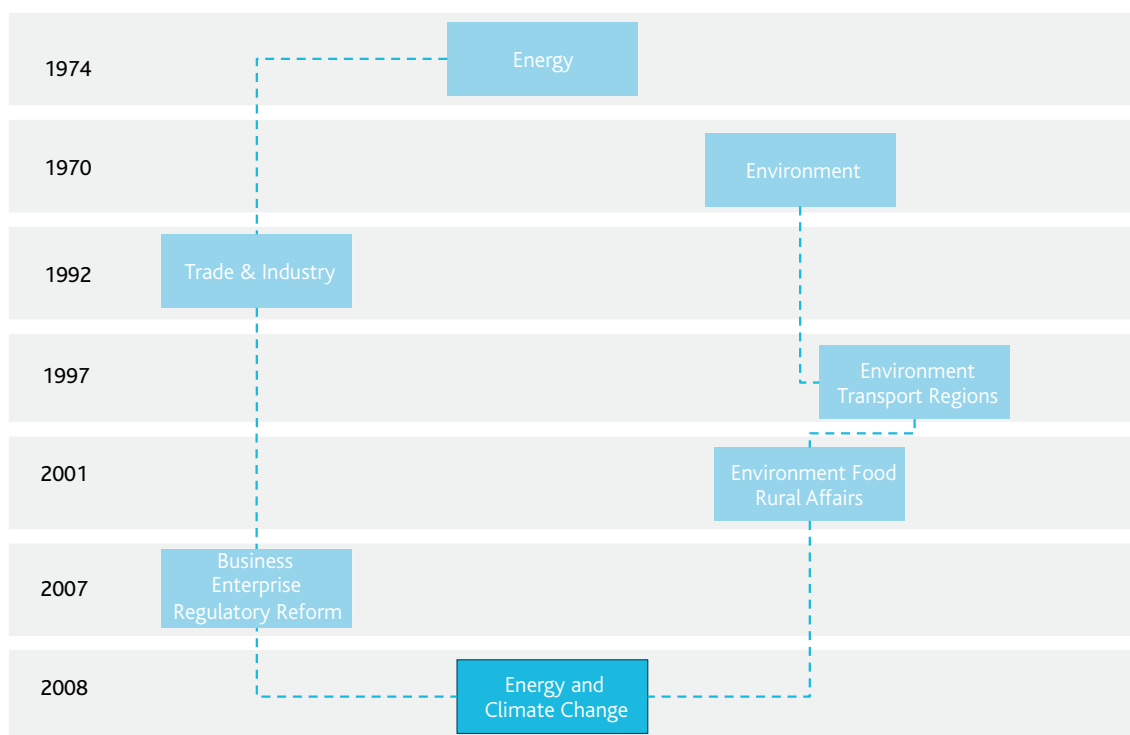 1974
Energy
1970
Environment
1992
Trade & Industry
1997
Environment
Transport Regions
2001
Environment Food
Rural Affairs
2007
Business
Enterprise
Regulatory Reform
2008
Energy and
Climate Change